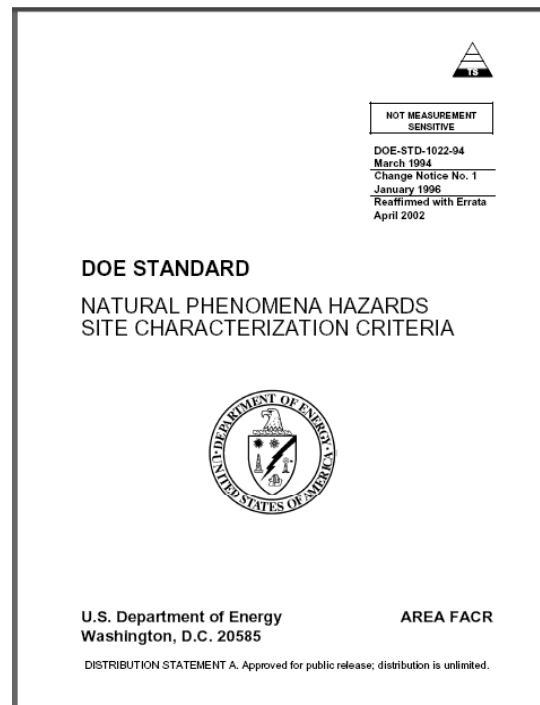 TS
NOT MEASUREMENT
SENSITIVE
DOE-STD-1022-94
March 1994
Change Notice No. 1
January 1996
Reaffirmed with Errata
April 2002
DOE STANDARD
NATURAL PHENOMENA HAZARDS
SITE CHARACTERIZATION CRITERIA
DEPARTMENT OF ENERGY
UNITED STATES OF AMERICA
U.S. Department of Energy
AREA FACR
Washington, D.C. 20585
DISTRIBUTION STATEMENT A. Approved for public release; distribution is unlimited.